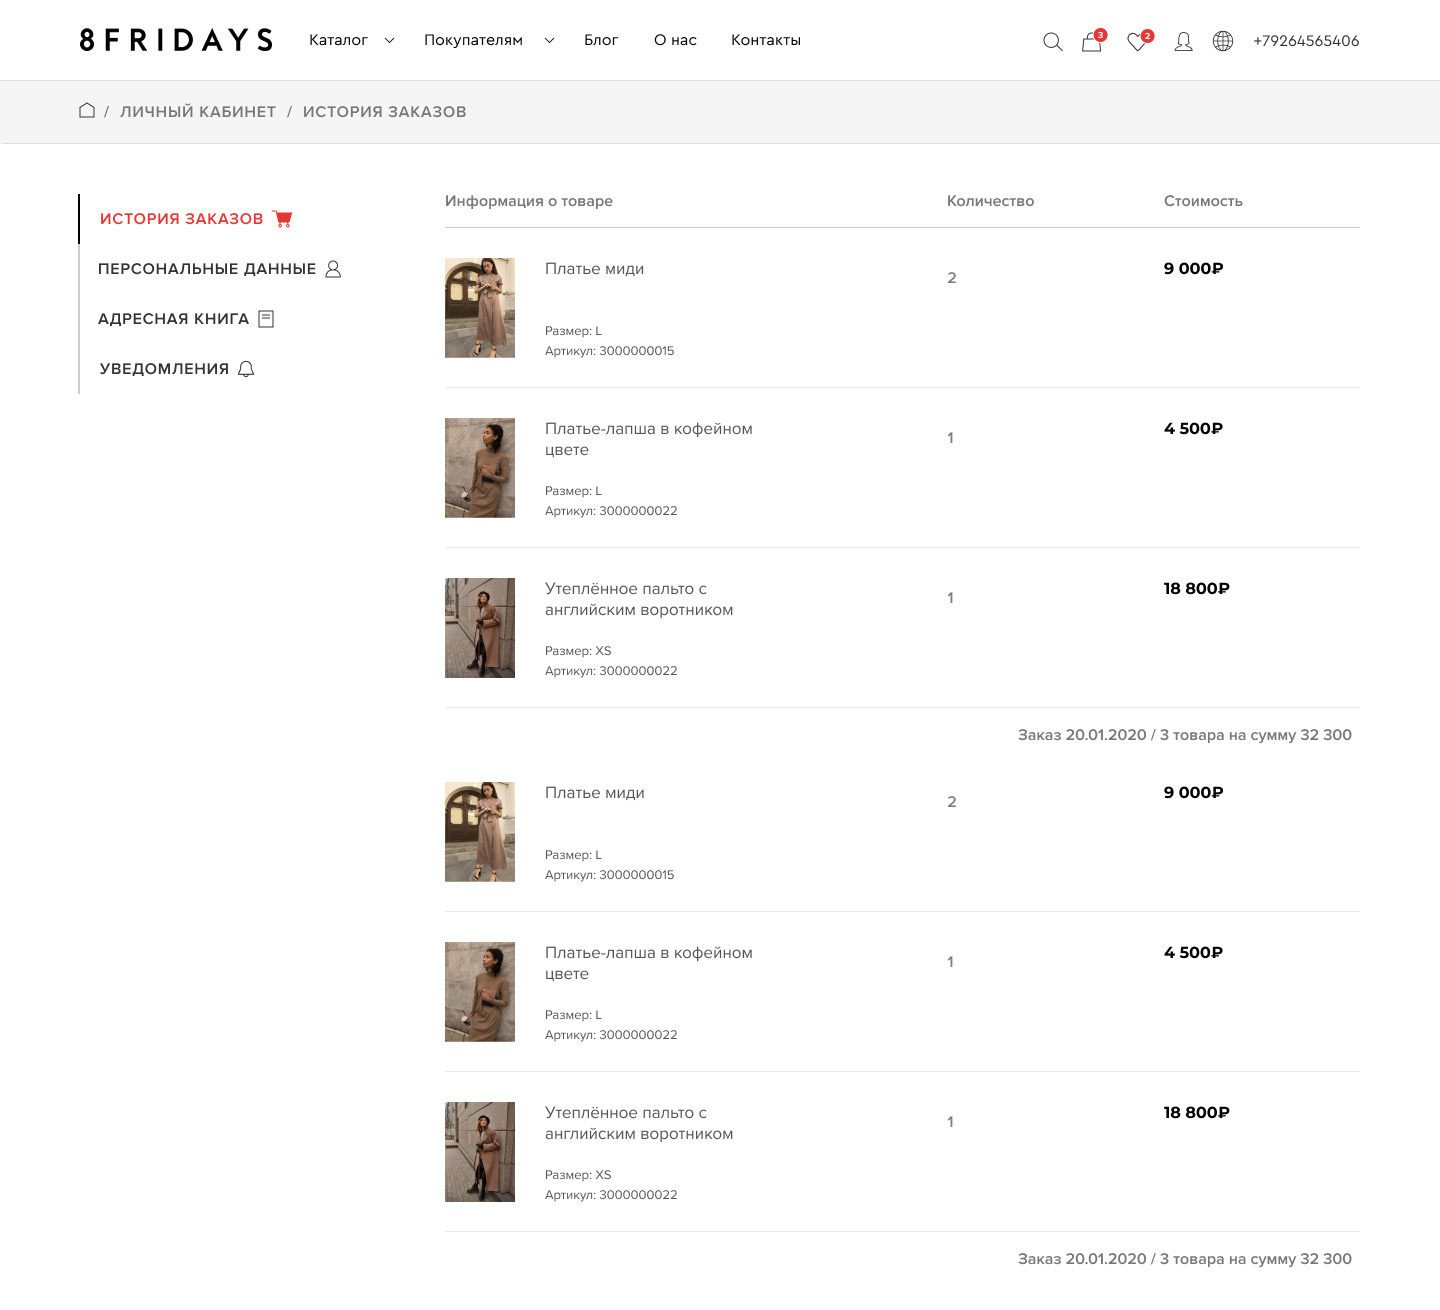 8FRIDAYS Каталог Покупателям Блог О нас Контакты 3 2 +79264565406
/ ЛИЧНЫЙ КАБИНЕТ / ИСТОРИЯ ЗАКАЗОВ
ИСТОРИЯ ЗАКАЗОВ
ПЕРСОНАЛЬНЫЕ ДАННЫЕ
АДРЕСНАЯ КНИГА
УВЕДОМЛЕНИЯ
Информация о товаре Количество Стоимость
Платье миди 2 9 000₽
Размер: L
Артикул: 3000000015
Платье-лапша в кофейном 1 4 500₽
цвете
Размер: L
Артикул: 3000000022
Утеплённое пальто с 1 18 800₽
английским воротником
Размер: XS
Артикул: 3000000022
Заказ 20.01.2020 / 3 товара на сумму 32 300
Платье миди 2 9 000₽
Размер: L
Артикул: 3000000015
Платье-лапша в кофейном 1 4 500₽
цвете
Размер: L
Артикул: 3000000022
Утеплённое пальто с 1 18 800₽
английским воротником
Размер: XS
Артикул: 3000000022
Заказ 20.01.2020 / 3 товара на сумму 32 300